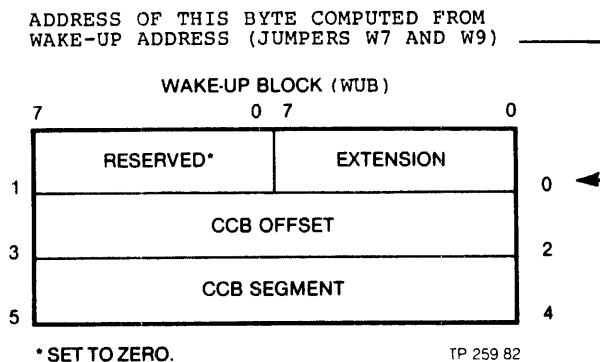 ADDRESS OF THIS BYTE COMPUTED FROM
WAKE-UP ADDRESS (JUMPERS W7 AND W9)
WAKE-UP BLOCK (WUB)
7 0 7 0
RESERVED* EXTENSION
1 0
CCB OFFSET
3 2
CCB SEGMENT
5 4
* SET TO ZERO.
TP 259 82